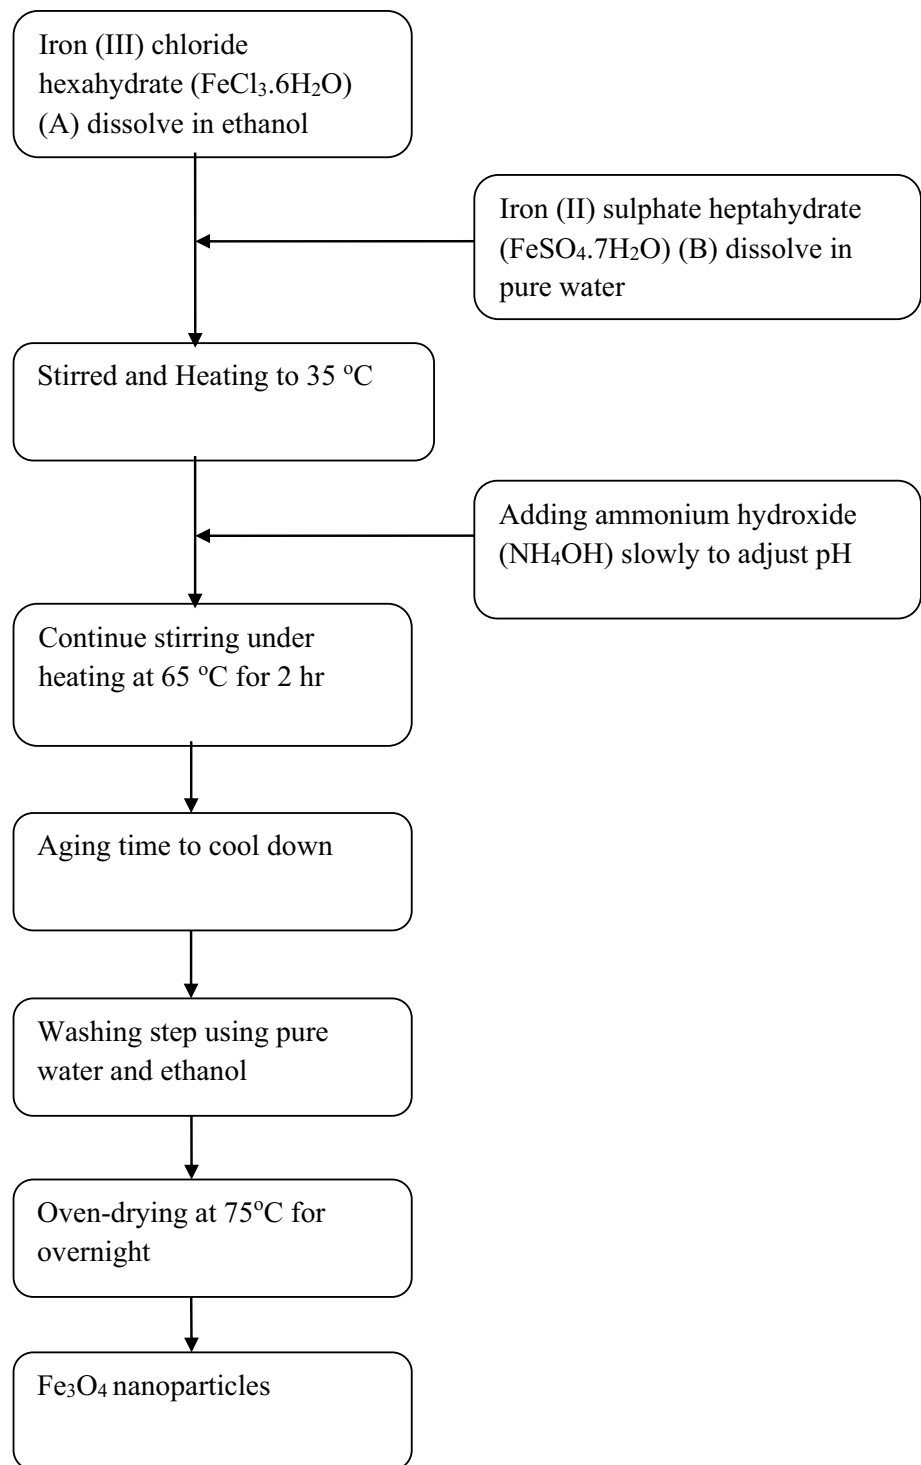 Iron (III) chloride
hexahydrate (FeCl₃.6H₂O)
(A) dissolve in ethanol
Iron (II) sulphate heptahydrate
(FeSO₄.7H₂O) (B) dissolve in
pure water
Stirred and Heating to 35 ᵒC
Adding ammonium hydroxide
(NH₄OH) slowly to adjust pH
Continue stirring under
heating at 65 ᵒC for 2 hr
Aging time to cool down
Washing step using pure
water and ethanol
Oven-drying at 75ᵒC for
overnight
Fe₃O₄ nanoparticles